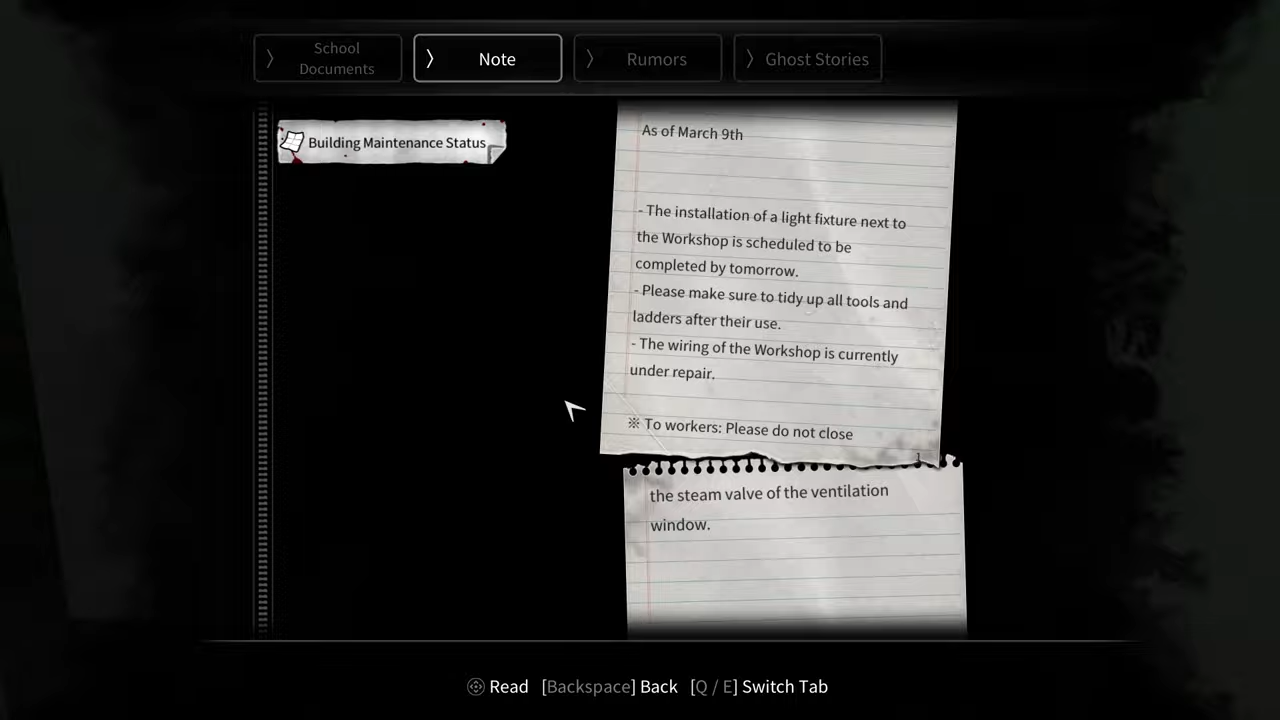 School
Documents
Note
Rumors
Ghost Stories
Building Maintenance Status
As of March 9th
- The installation of a light fixture next to
the Workshop is scheduled to be
completed by tomorrow.
- Please make sure to tidy up all tools and
ladders after their use.
- The wiring of the Workshop is currently
under repair.
※ To workers: Please do not close
1
the steam valve of the ventilation
window.
Read [Backspace] Back [Q / E] Switch Tab